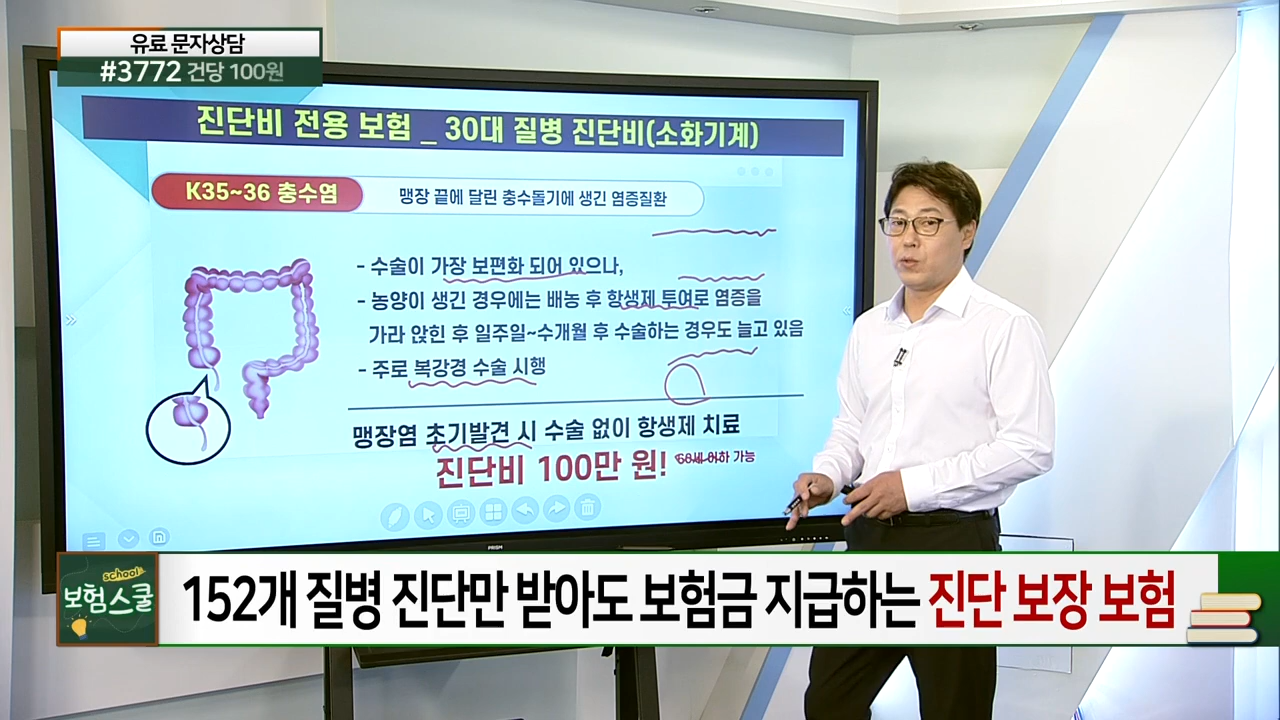 유료 문자상담
#3772 건당 100원
진단비 전용 보험 _ 30대 질병 진단비(소화기계)
K35~36 충수염
맹장 끝에 달린 충수돌기에 생긴 염증질환
- 수술이 가장 보편화 되어 있으나,
- 농양이 생긴 경우에는 배농 후 항생제 투여로 염증을
가라 앉힌 후 일주일~수개월 후 수술하는 경우도 늘고 있음
- 주로 복강경 수술 시행
맹장염 초기발견 시 수술 없이 항생제 치료
진단비 100만 원!
60세 이하 가능
PRISM
school
보험스쿨
152개 질병 진단만 받아도 보험금 지급하는 진단 보장 보험